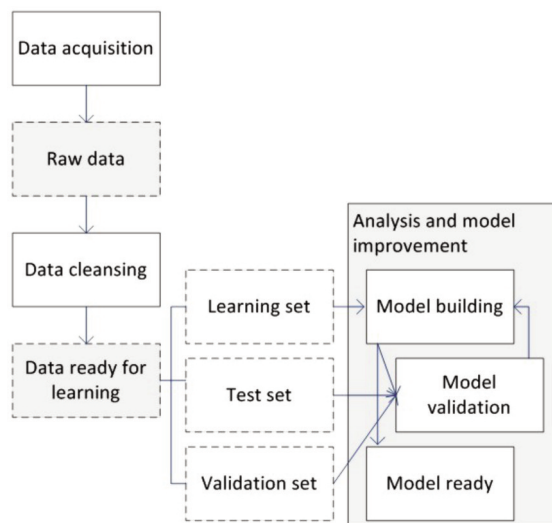 Data acquisition
Raw data
Data cleansing
Data ready for
learning
Learning set
Test set
Validation set
Analysis and model
improvement
Model building
Model
validation
Model ready